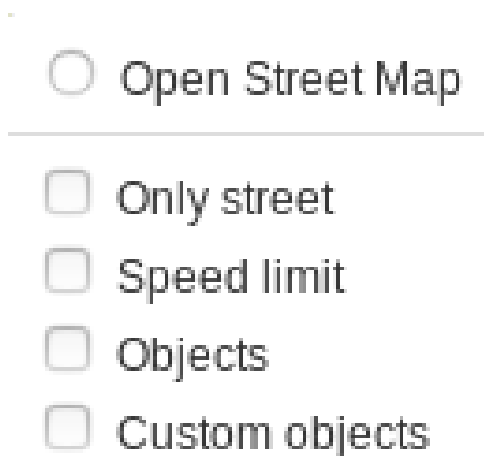 Open Street Map
Only street
Speed limit
Objects
Custom objects